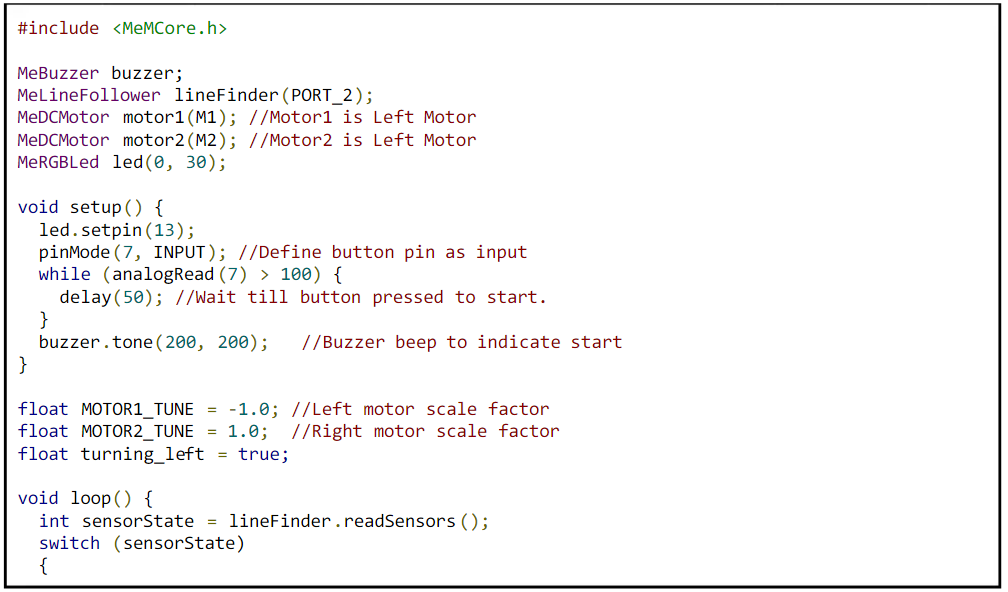 #include <MeMCore.h>
MeBuzzer buzzer;
MeLineFollower lineFinder(PORT_2);
MeDCMotor motor1(M1); //Motor1 is Left Motor
MeDCMotor motor2(M2); //Motor2 is Left Motor
MeRGBLed led(0, 30);
void setup() {
  led.setpin(13);
  pinMode(7, INPUT); //Define button pin as input
  while (analogRead(7) > 100) {
    delay(50); //Wait till button pressed to start.
  }
  buzzer.tone(200, 200);   //Buzzer beep to indicate start
}
float MOTOR1_TUNE = -1.0; //Left motor scale factor
float MOTOR2_TUNE = 1.0;  //Right motor scale factor
float turning_left = true;
void loop() {
  int sensorState = lineFinder.readSensors();
  switch (sensorState)
  {